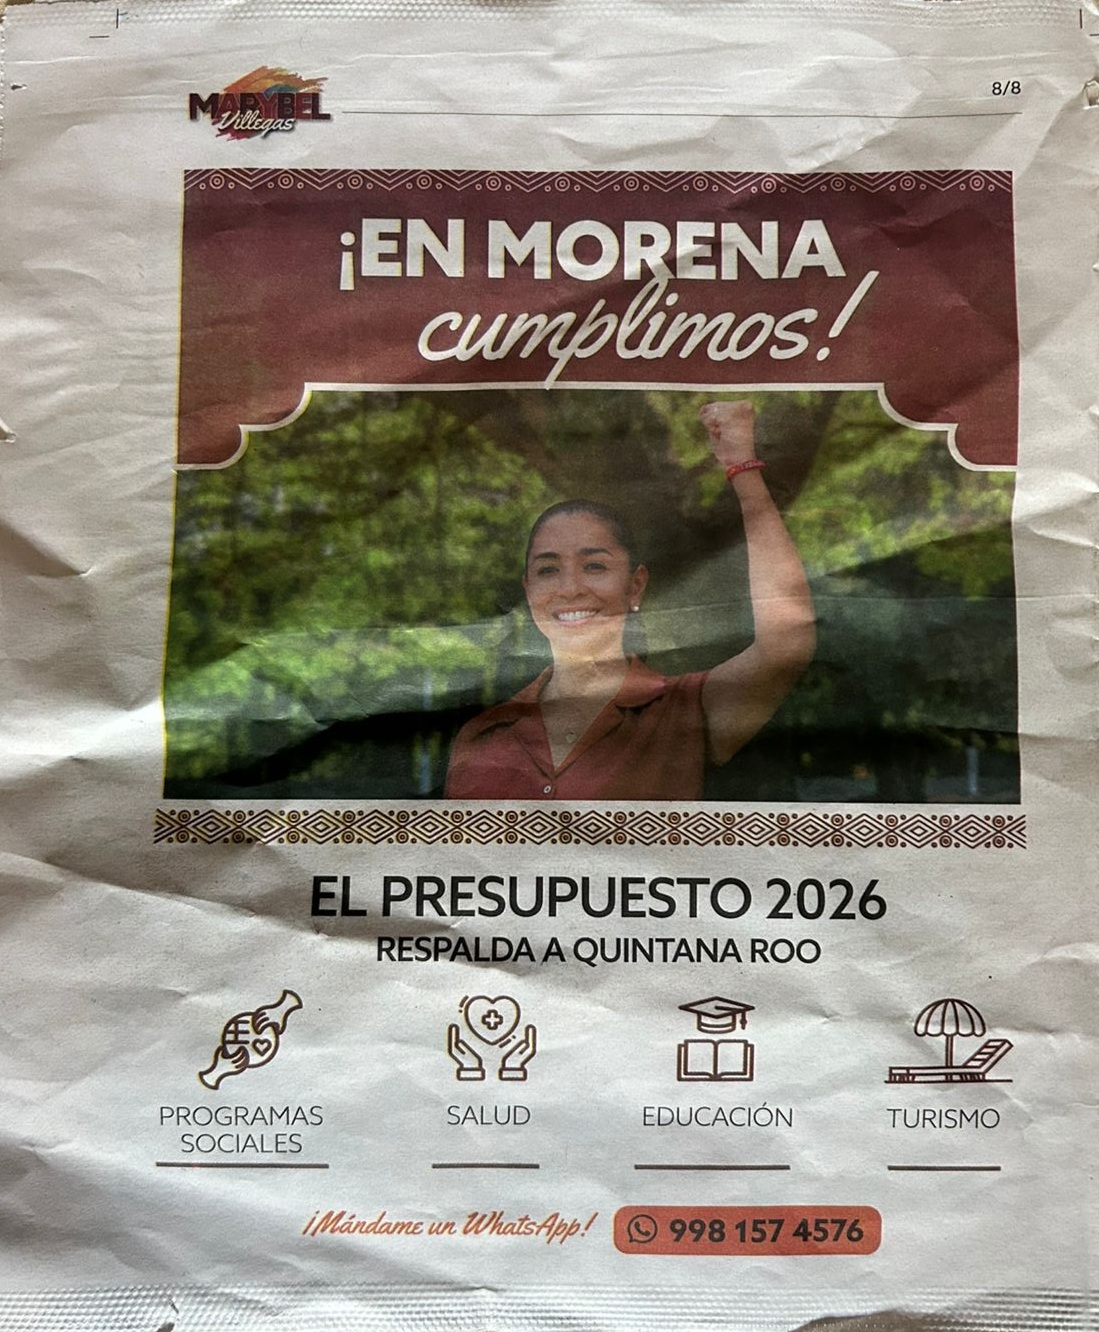 MARYBEL
Villegas
8/8
¡EN MORENA
cumplimos!
EL PRESUPUESTO 2026
RESPALDA A QUINTANA ROO
PROGRAMAS
SOCIALES
SALUD
EDUCACIÓN
TURISMO
¡Mándame un WhatsApp!
998 157 4576